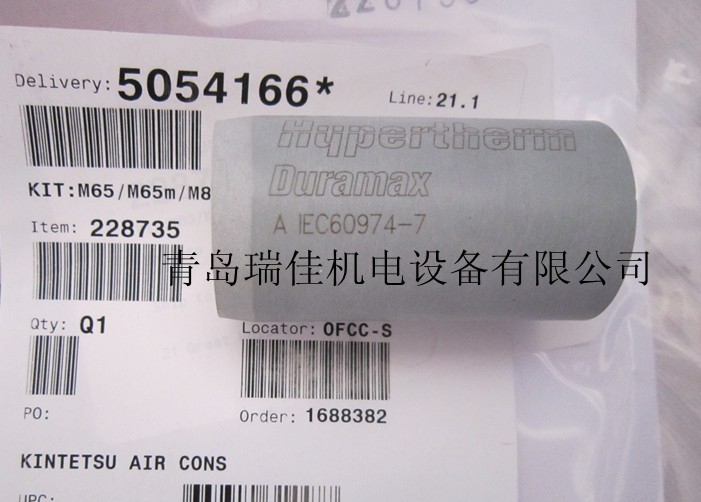 Delivery: 5054166*
Line: 21.1
Hypertherm
Duramax
A IEC60974-7
KIT:M65/M65m/M8
Item: 228735
青岛瑞佳机电设备有限公司
Qty: Q1
Locator: OFCC-S
PO:
Order: 1688382
KINTETSU AIR CONS
UPC: